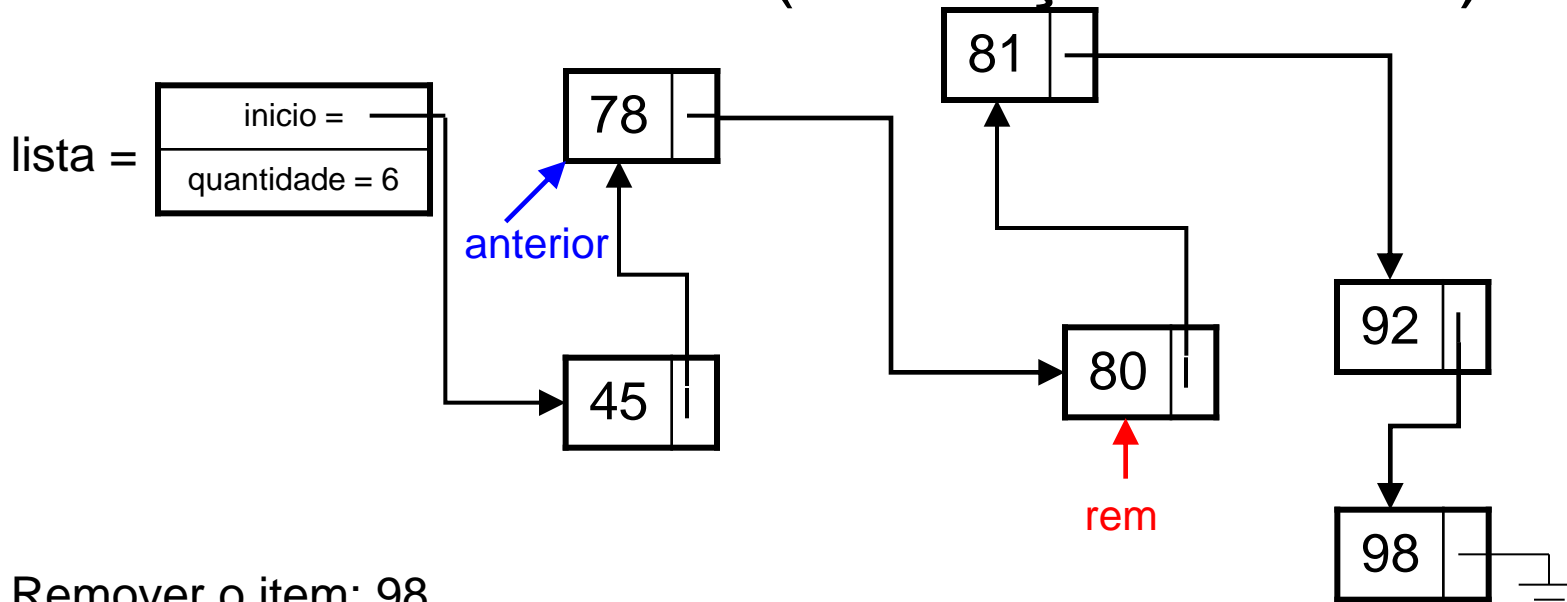 81
inicio =
78
lista =
quantidade = 6
anterior
92
80
45
rem
98
Remover o item: 98